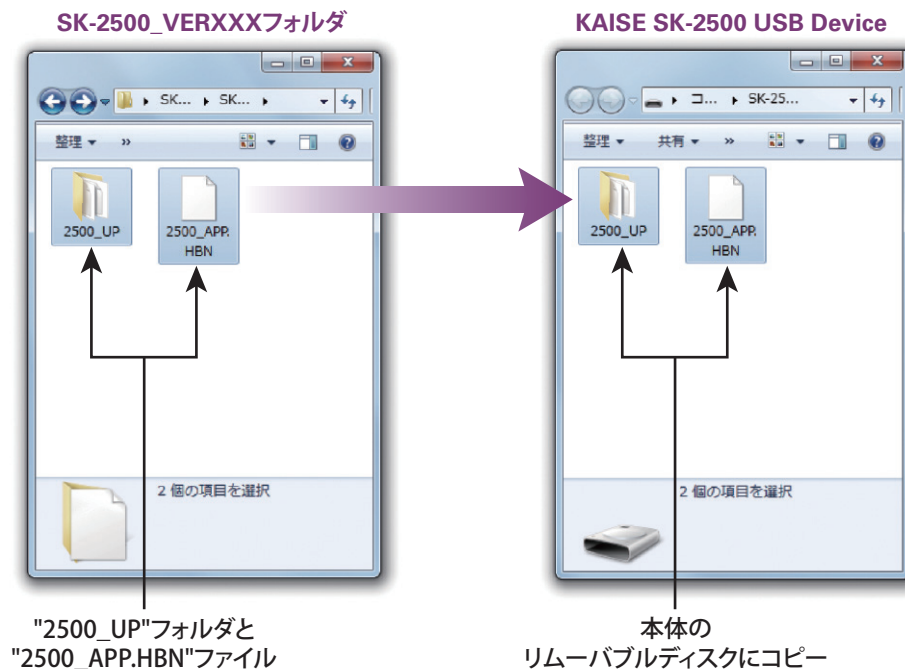 SK-2500_VERXXXフォルダ
SK... SK...
整理 »
2500_UP
2500_APP.
HBN
2 個の項目を選択
"2500_UP"フォルダと
"2500_APP.HBN"ファイル
KAISE SK-2500 USB Device
コ... SK-25...
整理 共有 »
2500_UP
2500_APP.
HBN
2 個の項目を選択
本体の
リムーバブルディスクにコピー